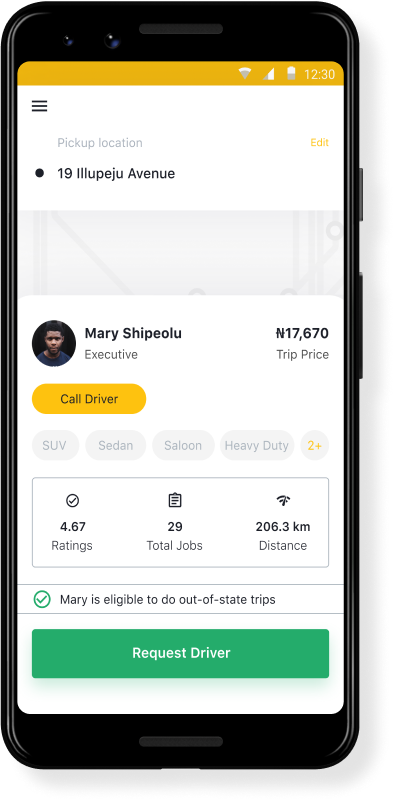 12:30
Pickup location
Edit
19 Illupeju Avenue
Mary Shipeolu
₦17,670
Executive
Trip Price
Call Driver
SUV
Sedan
Saloon
Heavy Duty
2+
4.67
29
206.3 km
Ratings
Total Jobs
Distance
Mary is eligible to do out-of-state trips
Request Driver